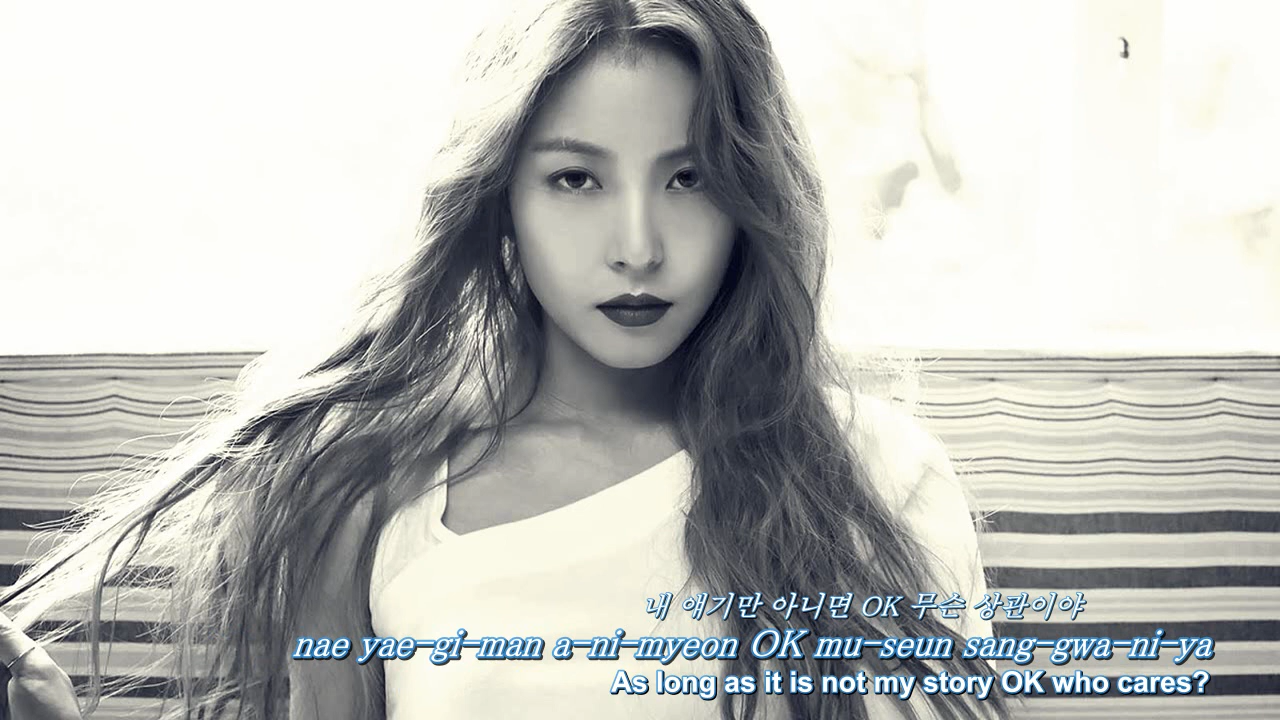 내 얘기만 아니면 OK 무슨 상관이야
nae yae-gi-man a-ni-myeon OK mu-seun sang-gwa-ni-ya
As long as it is not my story OK who cares?